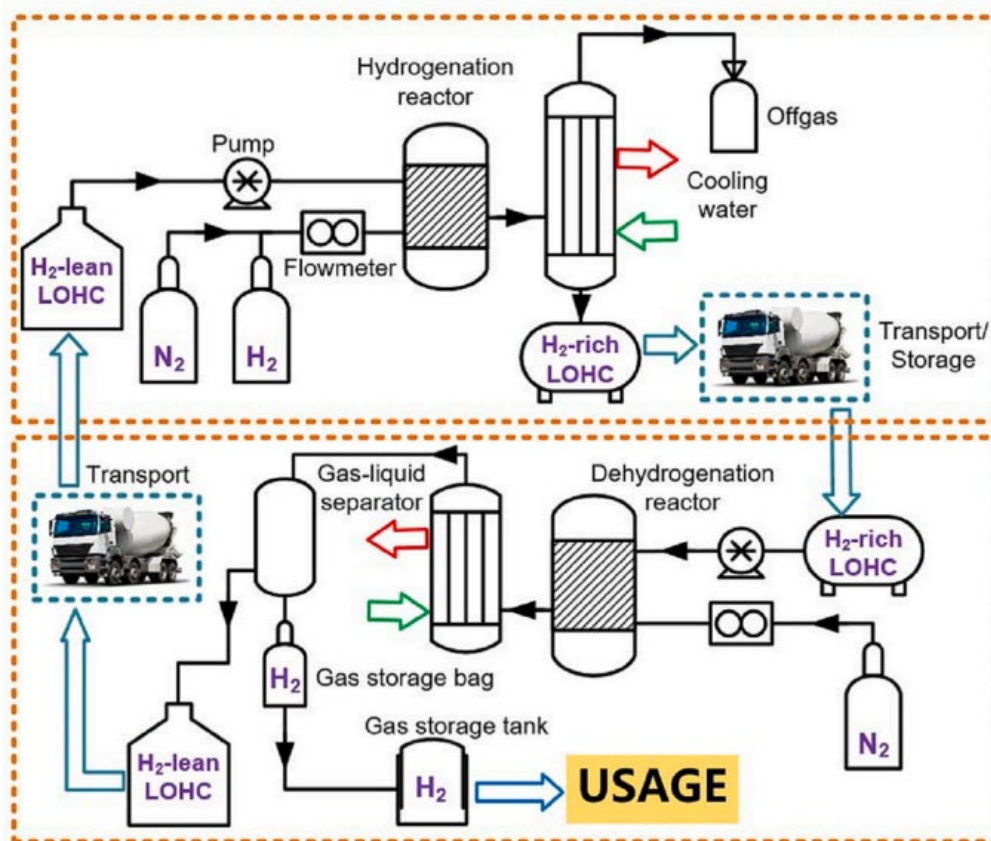 Hydrogenation
reactor
Offgas
Pump
Cooling
water
H₂-lean
LOHC
Flowmeter
N₂
H₂
H₂-rich
LOHC
Transport/
Storage
Transport
Gas-liquid
separator
Dehydrogenation
reactor
H₂-rich
LOHC
H₂
Gas storage bag
N₂
H₂-lean
LOHC
Gas storage tank
H₂
USAGE